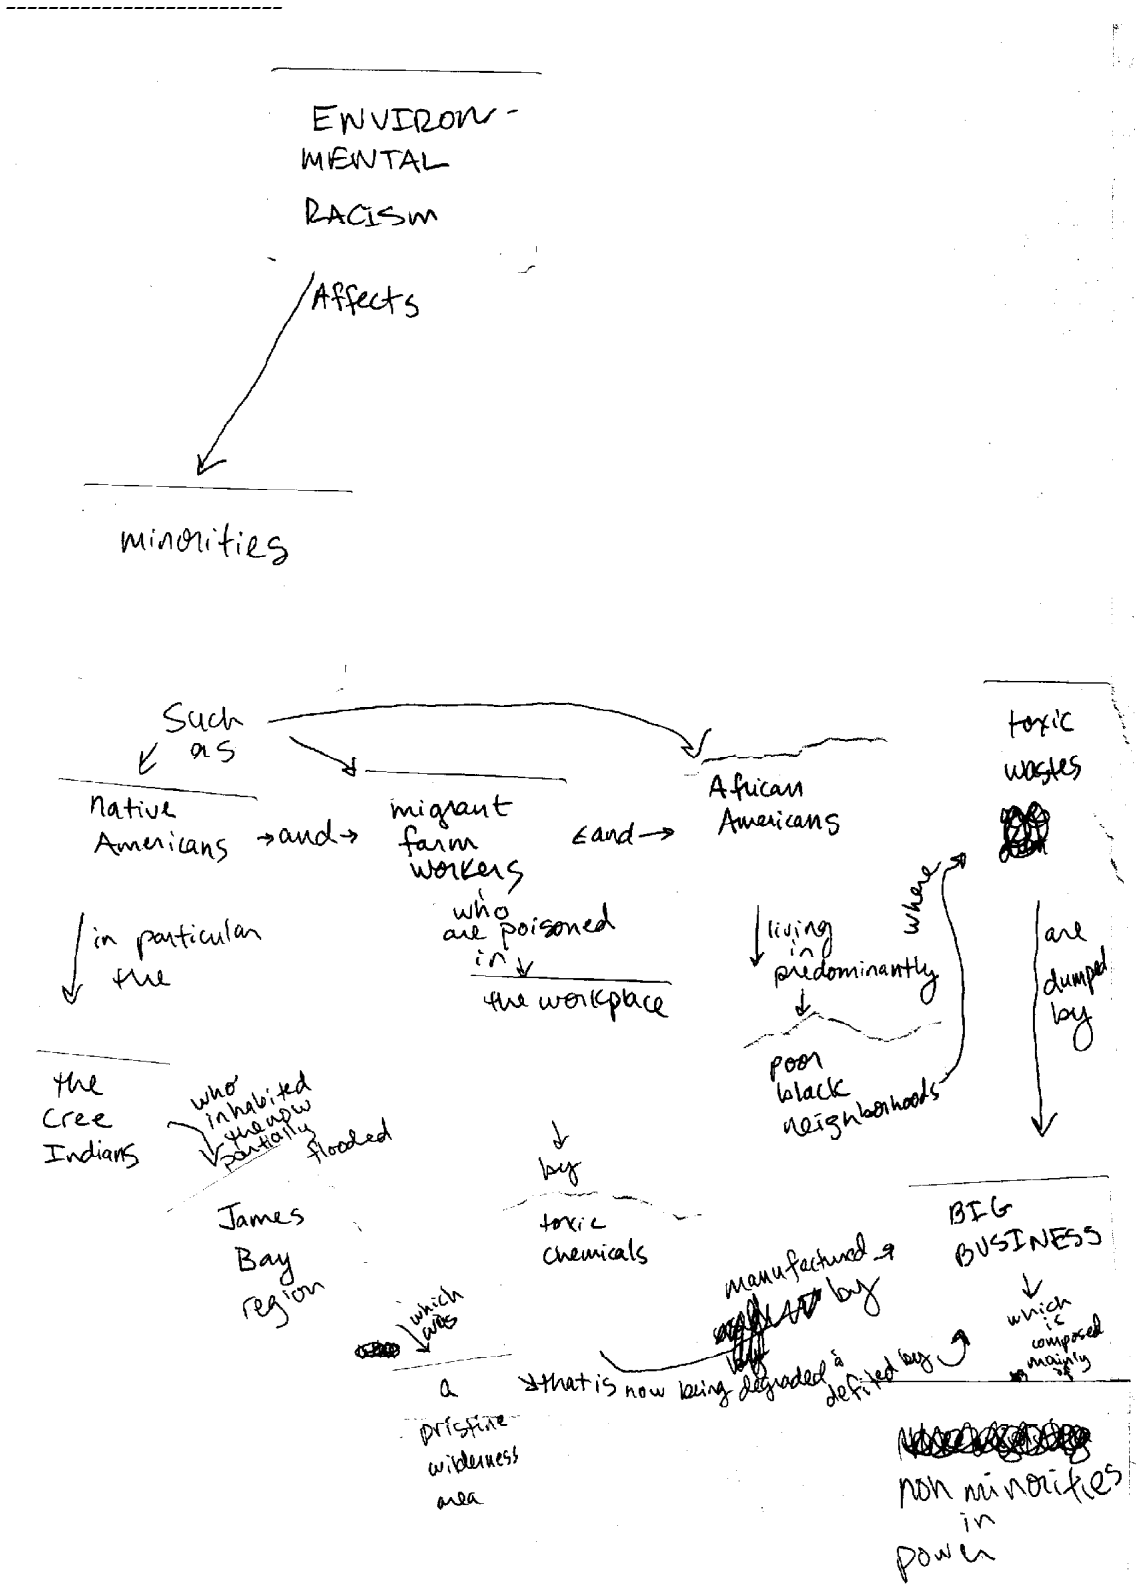 ENVIRON-
MENTAL
RACISM
Affects
minorities
Such
as
native
Americans
→and→
migrant
farm
workers
←and→
African
Americans
toxic
wastes
in particular
the
who
are poisoned
in
the workplace
living
in
predominantly
where
are
dumped
by
the
Cree
Indians
who
inhabited
the now
partially
flooded
poor
black
neighborhoods
by
James
Bay
region
toxic
chemicals
manufactured
by
BIG
BUSINESS
which
was
which
is
composed
mainly
of
a
pristine
wilderness
area
that is now being degraded &
defiled by
non minorities
in
power